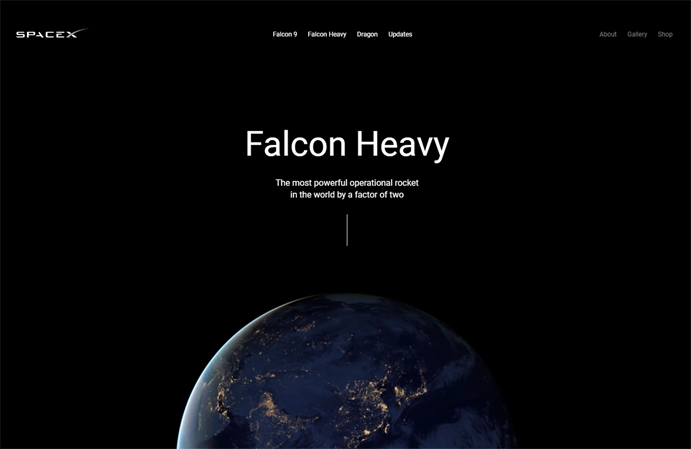 SPACEX
Falcon 9 Falcon Heavy Dragon Updates
About Gallery Shop
Falcon Heavy
The most powerful operational rocket
in the world by a factor of two